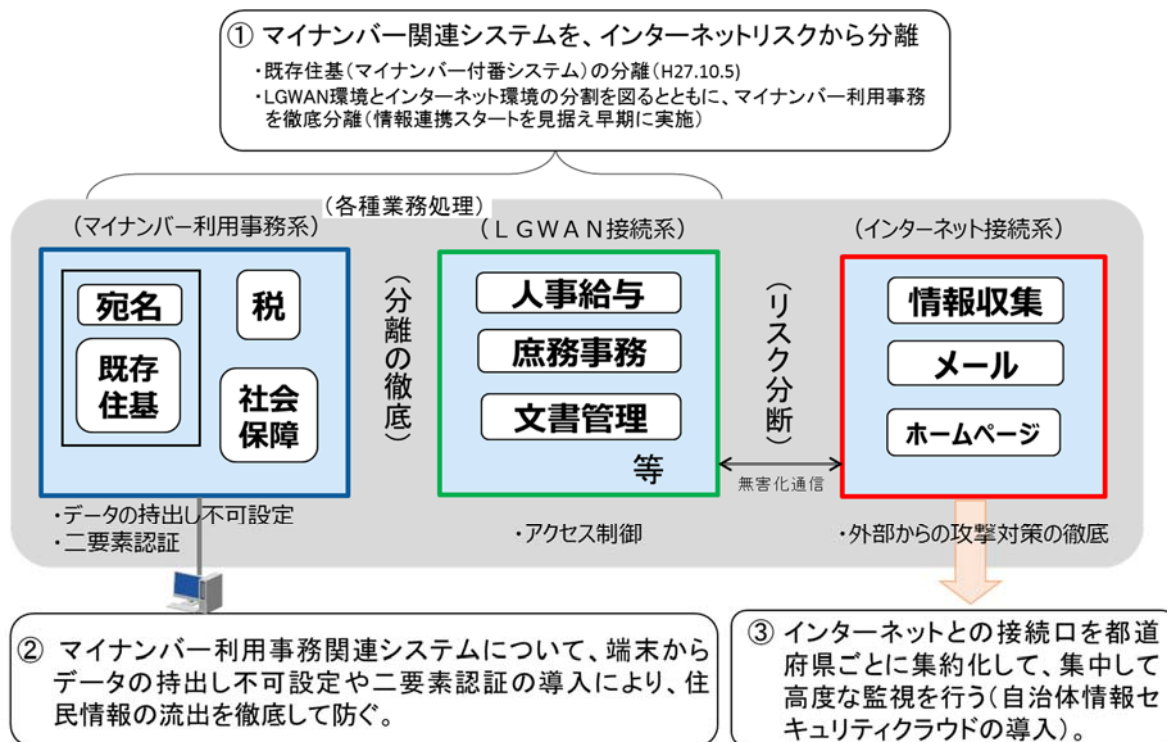 ① マイナンバー関連システムを、インターネットリスクから分離
・既存住基(マイナンバー付番システム)の分離(H27.10.5)
・LGWAN環境とインターネット環境の分割を図るとともに、マイナンバー利用事務
を徹底分離(情報連携スタートを見据え早期に実施)
(各種業務処理)
(マイナンバー利用事務系)
宛名
税
既存
住基
社会
保障
・データの持出し不可設定
・二要素認証
(分離の徹底)
(LGWAN接続系)
人事給与
庶務事務
文書管理
等
・アクセス制御
(リスク分断)
無害化通信
(インターネット接続系)
情報収集
メール
ホームページ
・外部からの攻撃対策の徹底
② マイナンバー利用事務関連システムについて、端末から
データの持出し不可設定や二要素認証の導入により、住
民情報の流出を徹底して防ぐ。
③ インターネットとの接続口を都道
府県ごとに集約化して、集中して
高度な監視を行う(自治体情報セ
キュリティクラウドの導入)。